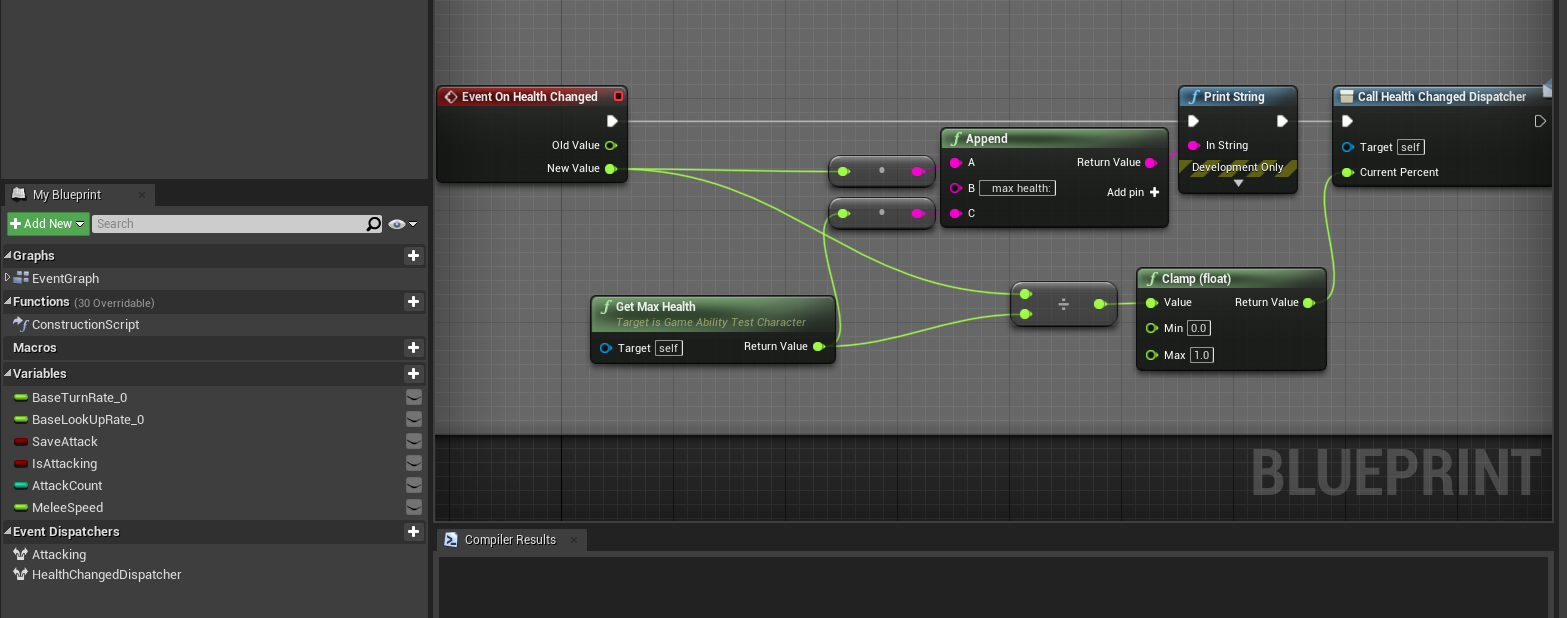 Event On Health Changed
Old Value
New Value
Append
A
Return Value
B max health:
Add pin
C
Print String
In String
Development Only
Call Health Changed Dispatcher
Target self
Current Percent
Get Max Health
Target is Game Ability Test Character
Target self
Return Value
÷
Clamp (float)
Value
Return Value
Min 0.0
Max 1.0
BLUEPRINT
My Blueprint
Add New
Search
Graphs
EventGraph
Functions (30 Overridable)
ConstructionScript
Macros
Variables
BaseTurnRate_0
BaseLookUpRate_0
SaveAttack
IsAttacking
AttackCount
MeleeSpeed
Event Dispatchers
Attacking
HealthChangedDispatcher
Compiler Results